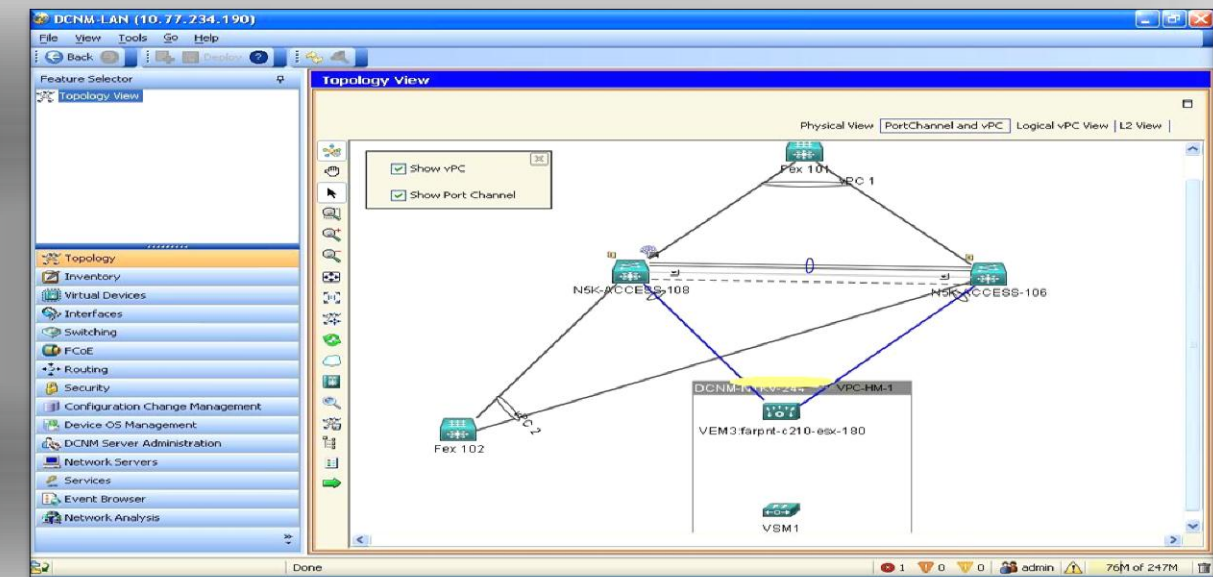 DCNM-LAN (10.77.234.190)
File View Tools Go Help
Back Deploy
Feature Selector
Topology View
Topology View
Physical View PortChannel and vPC Logical vPC View L2 View
Show vPC
Show Port Channel
Fex 101
vPC 1
N5K-ACCESS-108
N5K-ACCESS-106
VPC-HM-1
VEM3:farpnt-c210-esx-180
vPC 2
Fex 102
VSM1
Topology
Inventory
Virtual Devices
Interfaces
Switching
FCoE
Routing
Security
Configuration Change Management
Device OS Management
DCNM Server Administration
Network Servers
Services
Event Browser
Network Analysis
Done
1 0 0 admin 76M of 247M